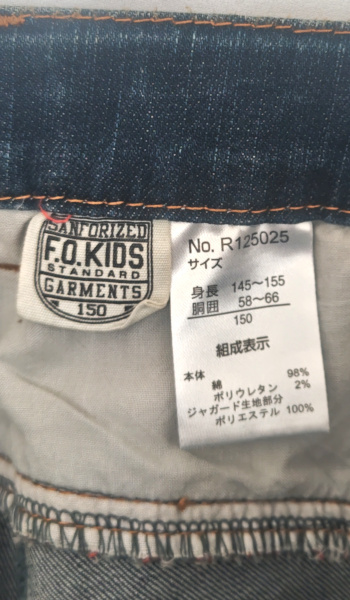 SANFORIZED
F.O.KIDS
STANDARD
GARMENTS
150
No. R125025
サイズ
身長 145〜155
胴囲 58〜66
150
組成表示
本体
綿 98%
ポリウレタン 2%
ジャガード生地部分
ポリエステル 100%